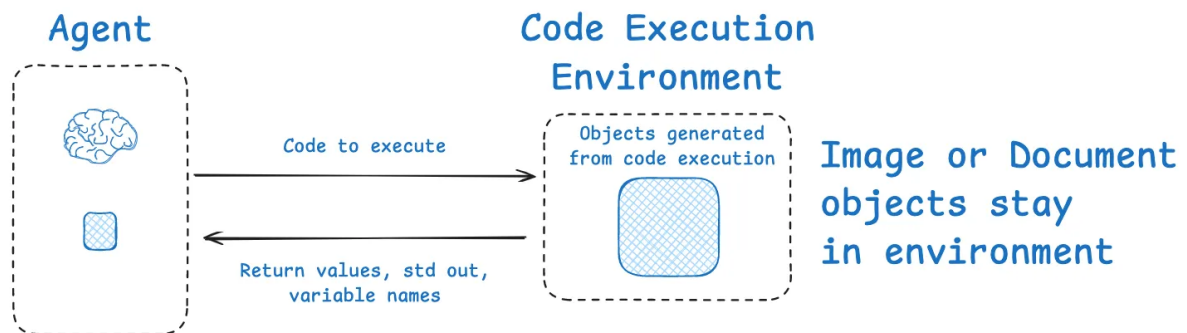 Agent
Code Execution
Environment
Code to execute
Objects generated
from code execution
Return values, std out,
variable names
Image or Document
objects stay
in environment